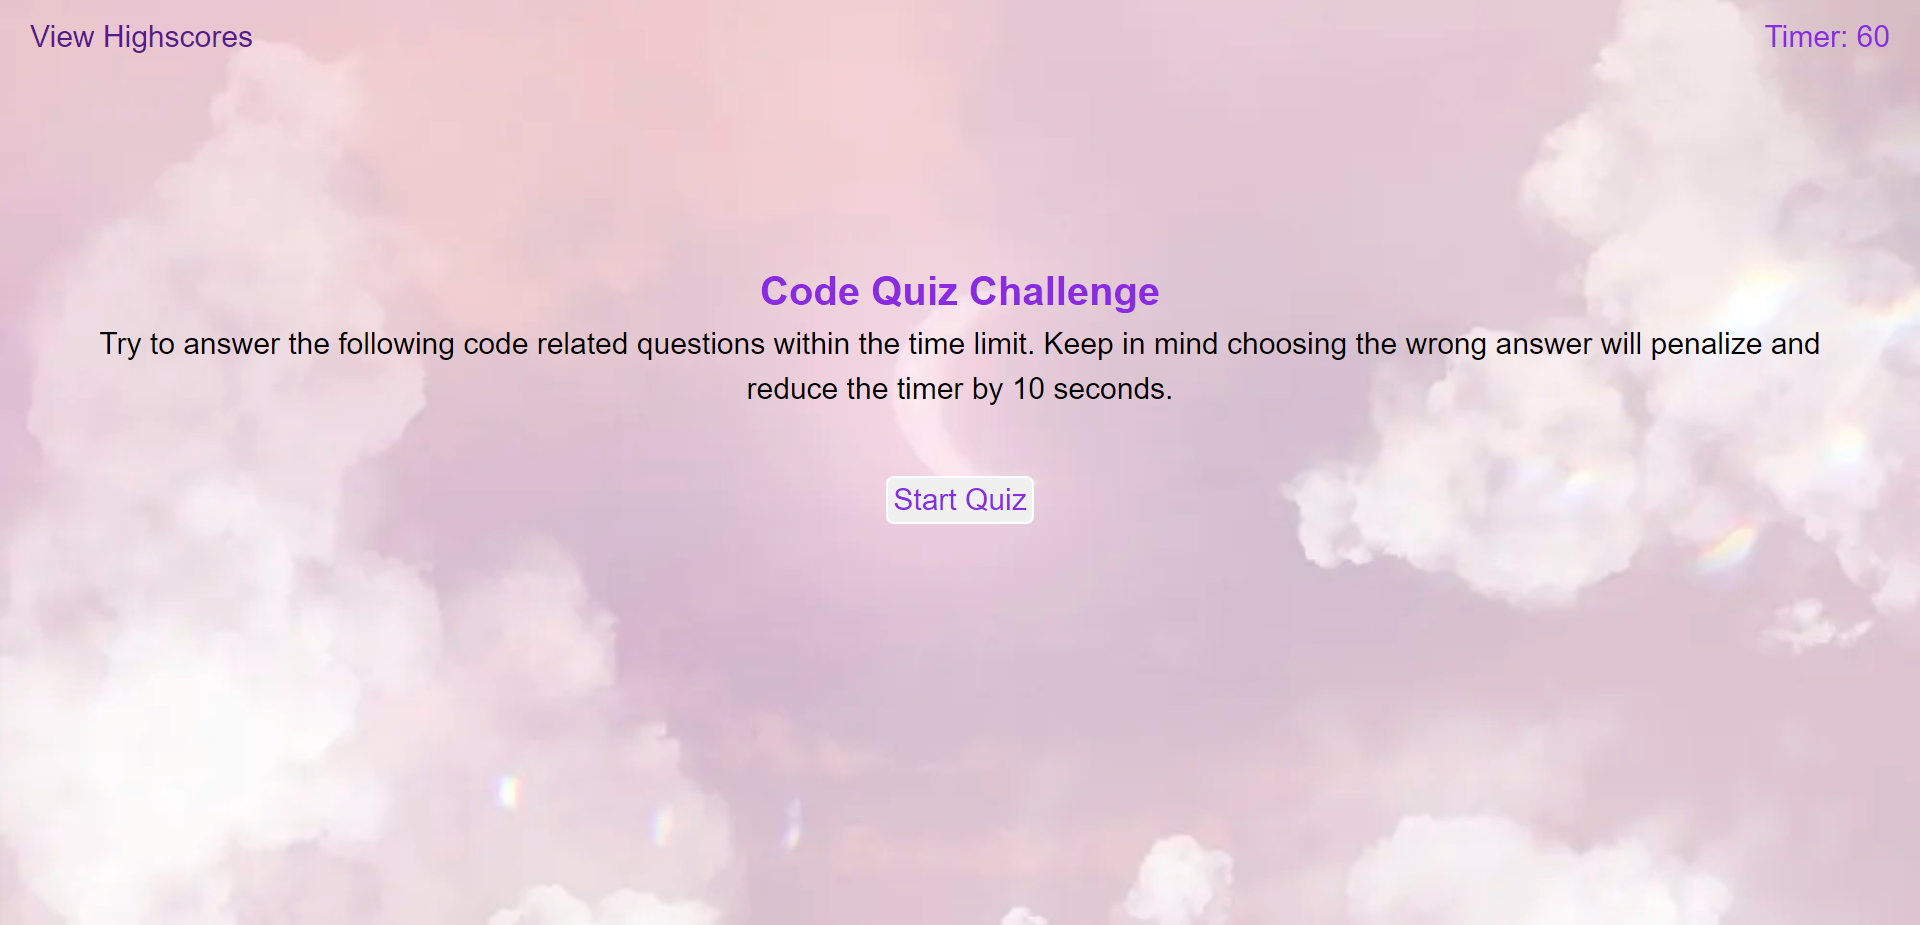 View Highscores
Timer: 60
Code Quiz Challenge
Try to answer the following code related questions within the time limit. Keep in mind choosing the wrong answer will penalize and
reduce the timer by 10 seconds.
Start Quiz